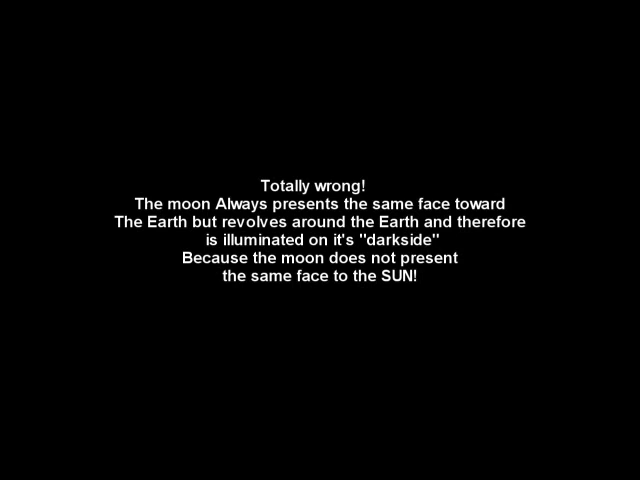 Totally wrong!
The moon Always presents the same face toward
The Earth but revolves around the Earth and therefore
is illuminated on it's "darkside"
Because the moon does not present
the same face to the SUN!